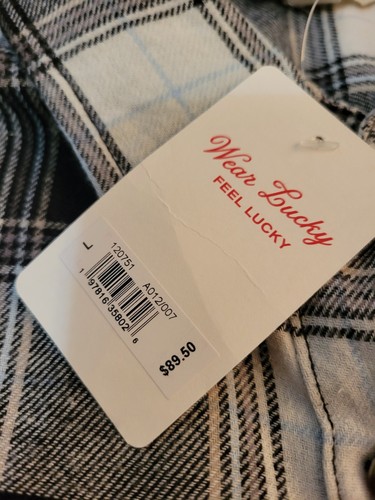 Wear Lucky
FEEL LUCKY
L
120751 A012/007
1 97816 35802 8
$89.50